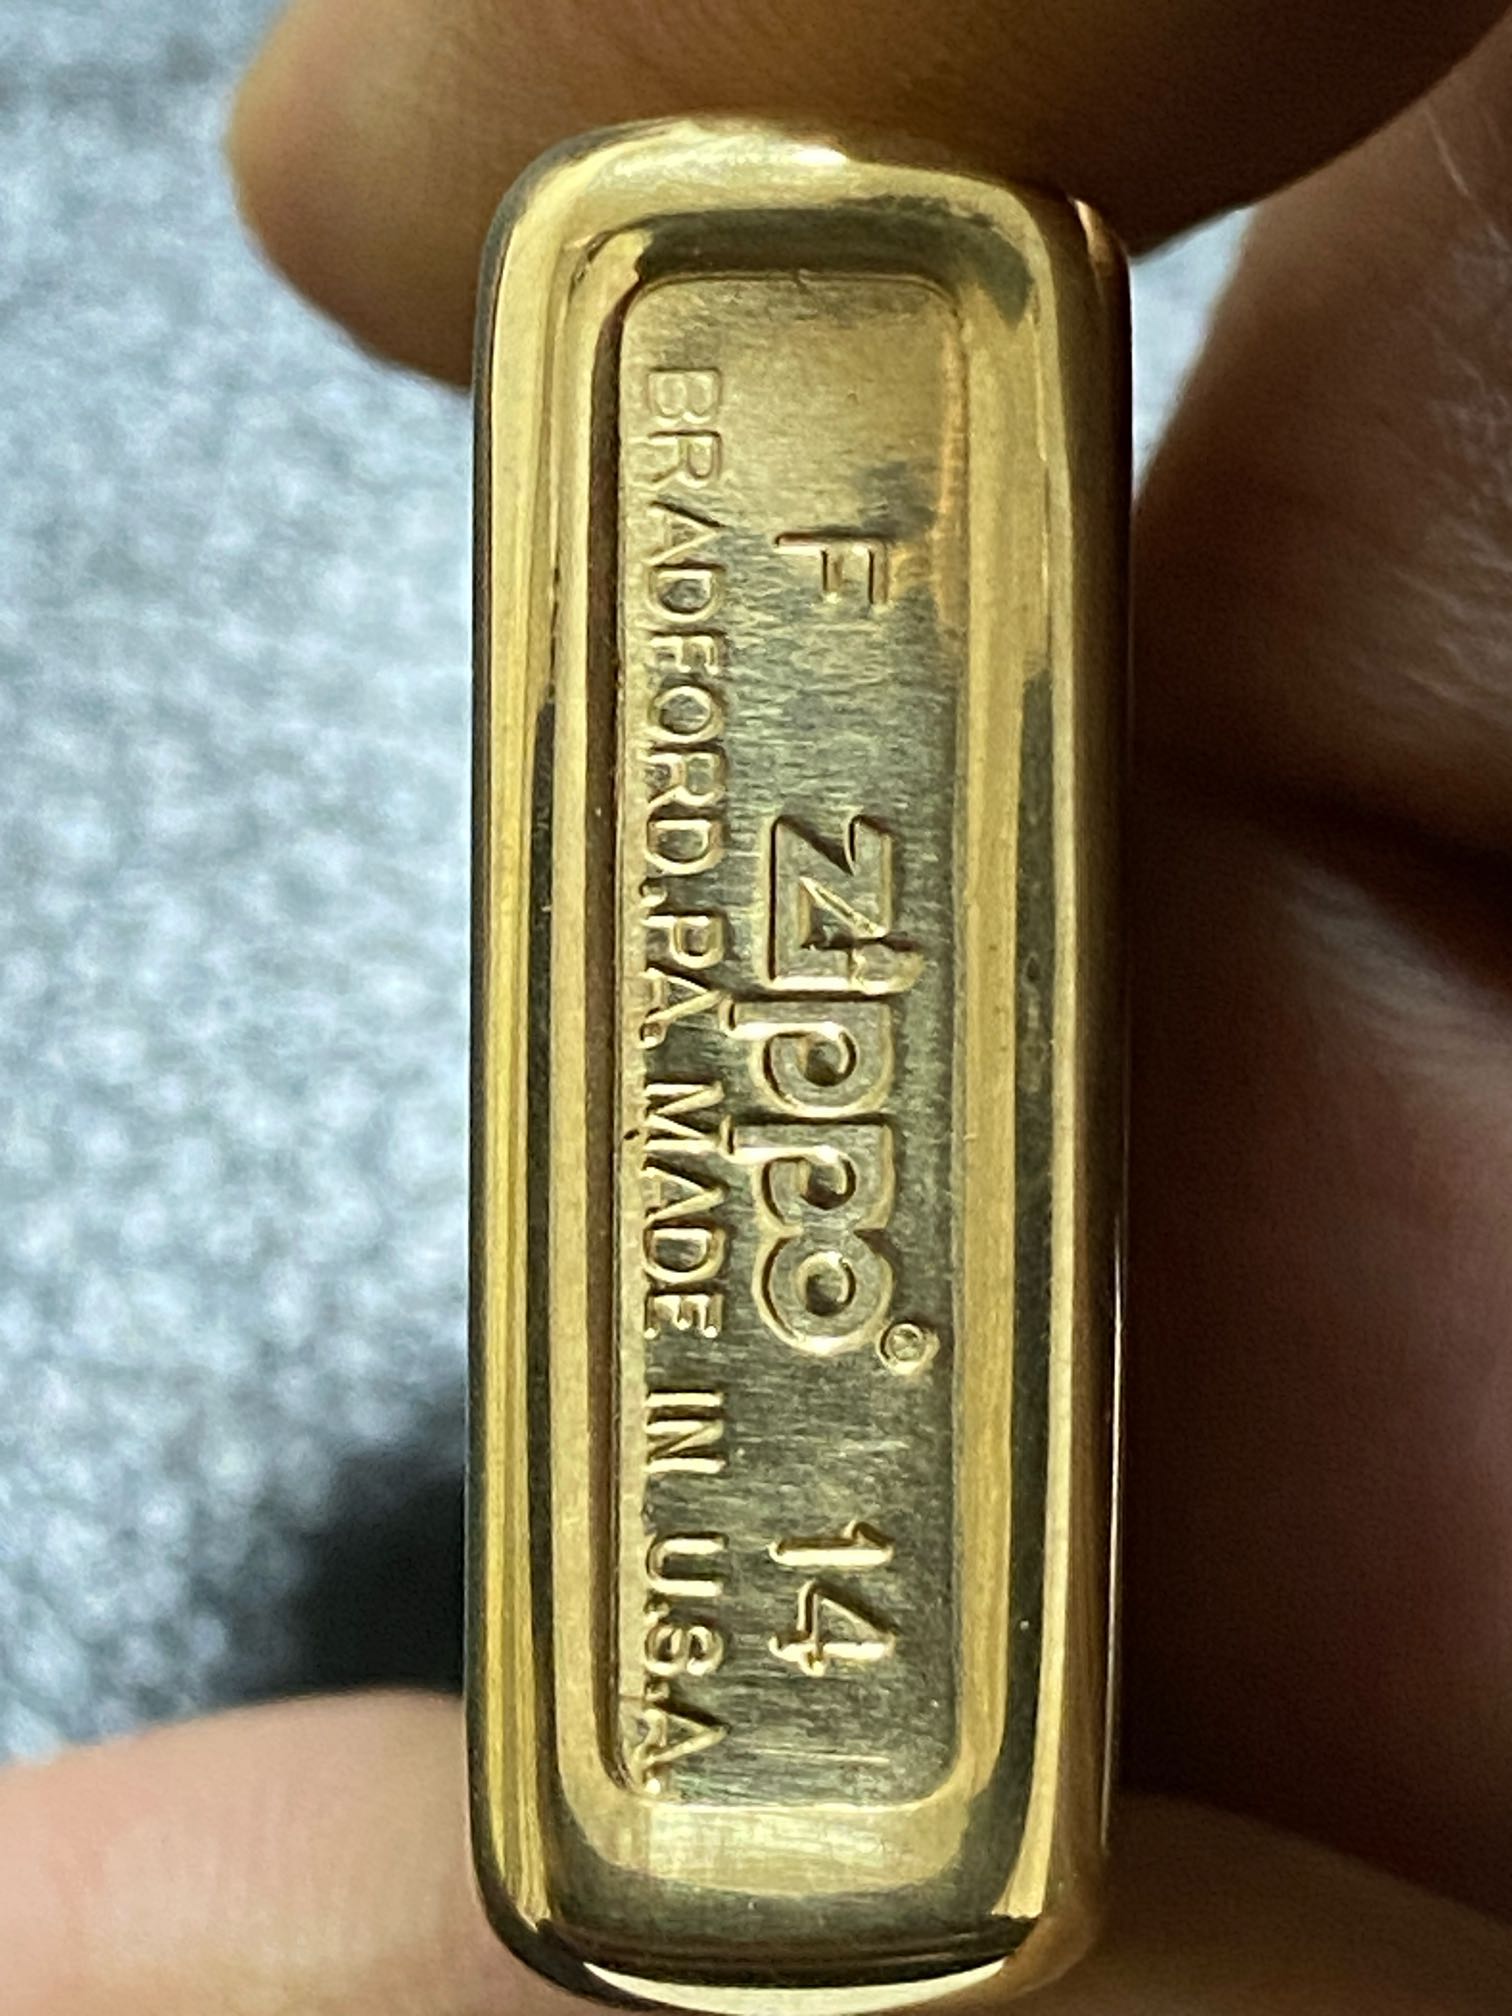 F Zippo ® 14
BRADFORD.PA. MADE IN U.S.A.